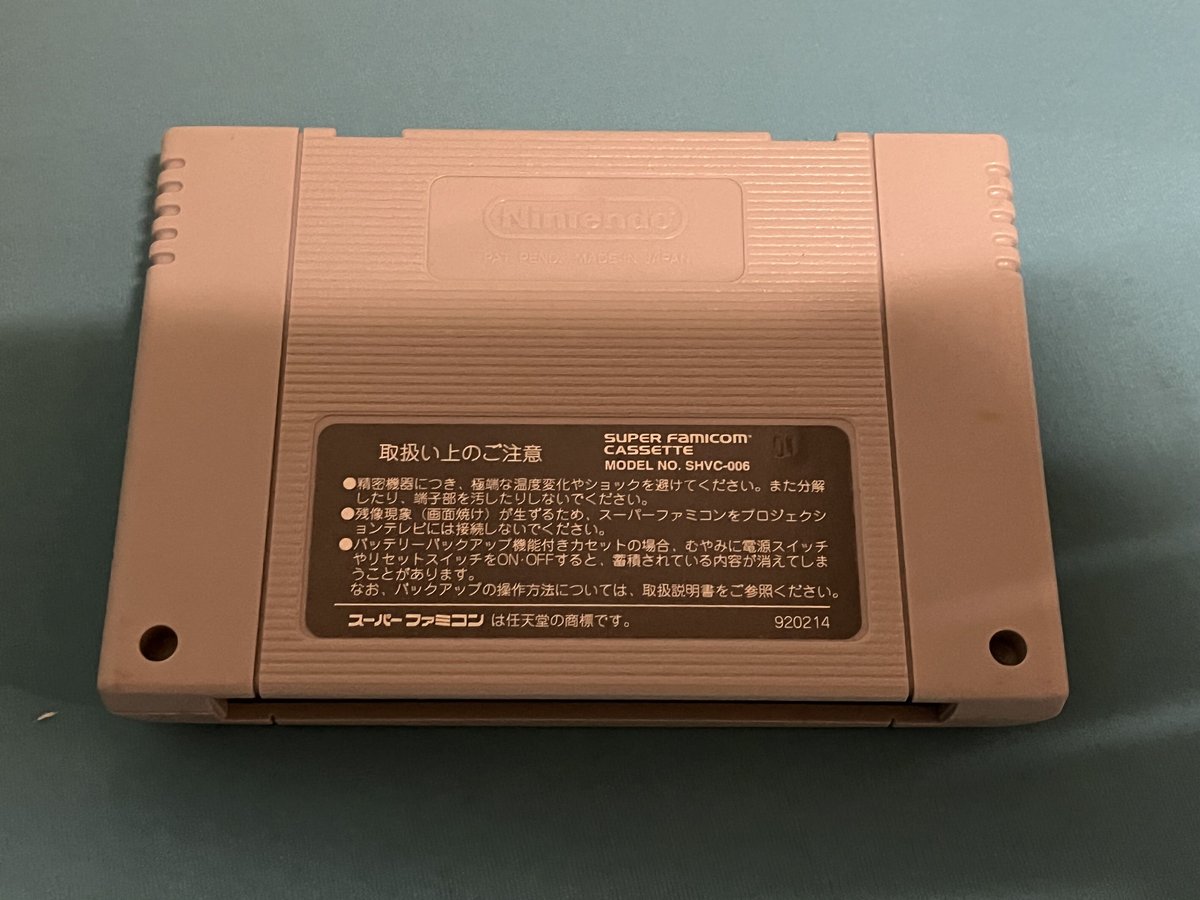 Nintendo
PAT. PEND. MADE IN JAPAN
取扱い上のご注意
SUPER FAMICOM
CASSETTE
MODEL NO. SHVC-006
●精密機器につき、極端な温度変化やショックを避けてください。また分解
したり、端子部を汚したりしないでください。
●残像現象（画面焼け）が生ずるため、スーパーファミコンをプロジェクシ
ョンテレビには接続しないでください。
●バッテリーバックアップ機能付きカセットの場合、むやみに電源スイッチ
やリセットスイッチをON・OFFすると、蓄積されている内容が消えてしま
うことがあります。
なお、バックアップの操作方法については、取扱説明書をご参照ください。
スーパーファミコン は任天堂の商標です。
920214